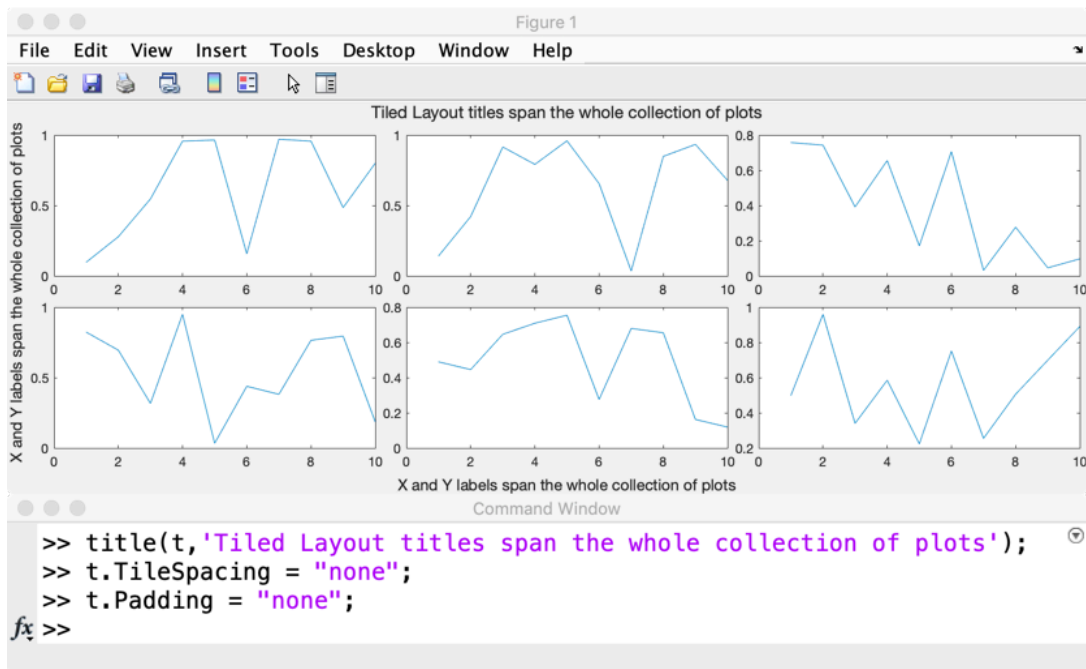 Figure 1
File Edit View Insert Tools Desktop Window Help
Tiled Layout titles span the whole collection of plots
X and Y labels span the whole collection of plots
1
0.5
0
0 2 4 6 8 10
1
0.5
0
0 2 4 6 8 10
0.8
0.6
0.4
0.2
0
0 2 4 6 8 10
1
0.5
0
0 2 4 6 8 10
0.8
0.6
0.4
0.2
0
0 2 4 6 8 10
1
0.8
0.6
0.4
0.2
0 2 4 6 8 10
X and Y labels span the whole collection of plots
Command Window
>> title(t,'Tiled Layout titles span the whole collection of plots');
>> t.TileSpacing = "none";
>> t.Padding = "none";
fx >>